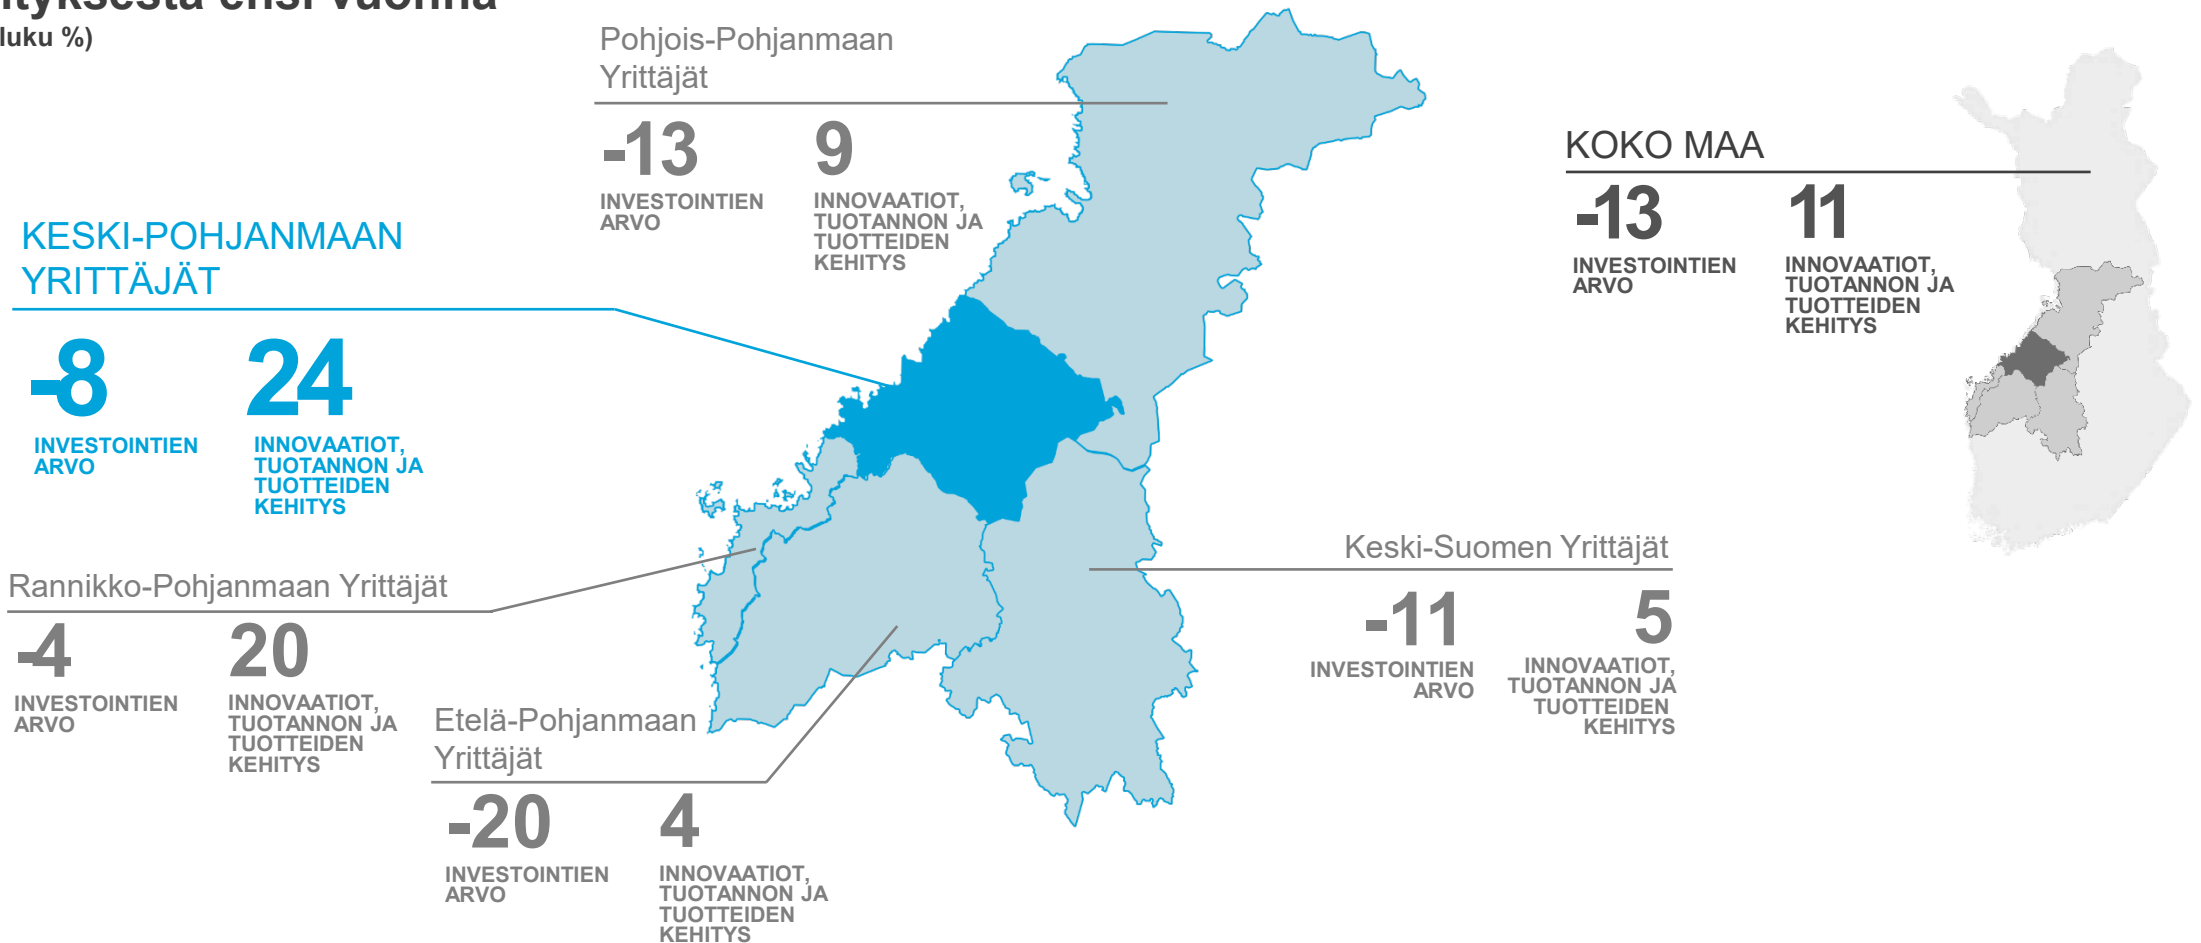 ityksestä ensi vuonna
luku %)
Pohjois-Pohjanmaan
Yrittäjät
-13
9
INVESTOINTIEN
ARVO
INNOVAATIOT,
TUOTANNON JA
TUOTTEIDEN
KEHITYS
KOKO MAA
-13
11
INVESTOINTIEN
ARVO
INNOVAATIOT,
TUOTANNON JA
TUOTTEIDEN
KEHITYS
KESKI-POHJANMAAN
YRITTÄJÄT
-8
24
INVESTOINTIEN
ARVO
INNOVAATIOT,
TUOTANNON JA
TUOTTEIDEN
KEHITYS
Rannikko-Pohjanmaan Yrittäjät
-4
20
INVESTOINTIEN
ARVO
INNOVAATIOT,
TUOTANNON JA
TUOTTEIDEN
KEHITYS
Keski-Suomen Yrittäjät
-11
5
INVESTOINTIEN
ARVO
INNOVAATIOT,
TUOTANNON JA
TUOTTEIDEN
KEHITYS
Etelä-Pohjanmaan
Yrittäjät
-20
4
INVESTOINTIEN
ARVO
INNOVAATIOT,
TUOTANNON JA
TUOTTEIDEN
KEHITYS